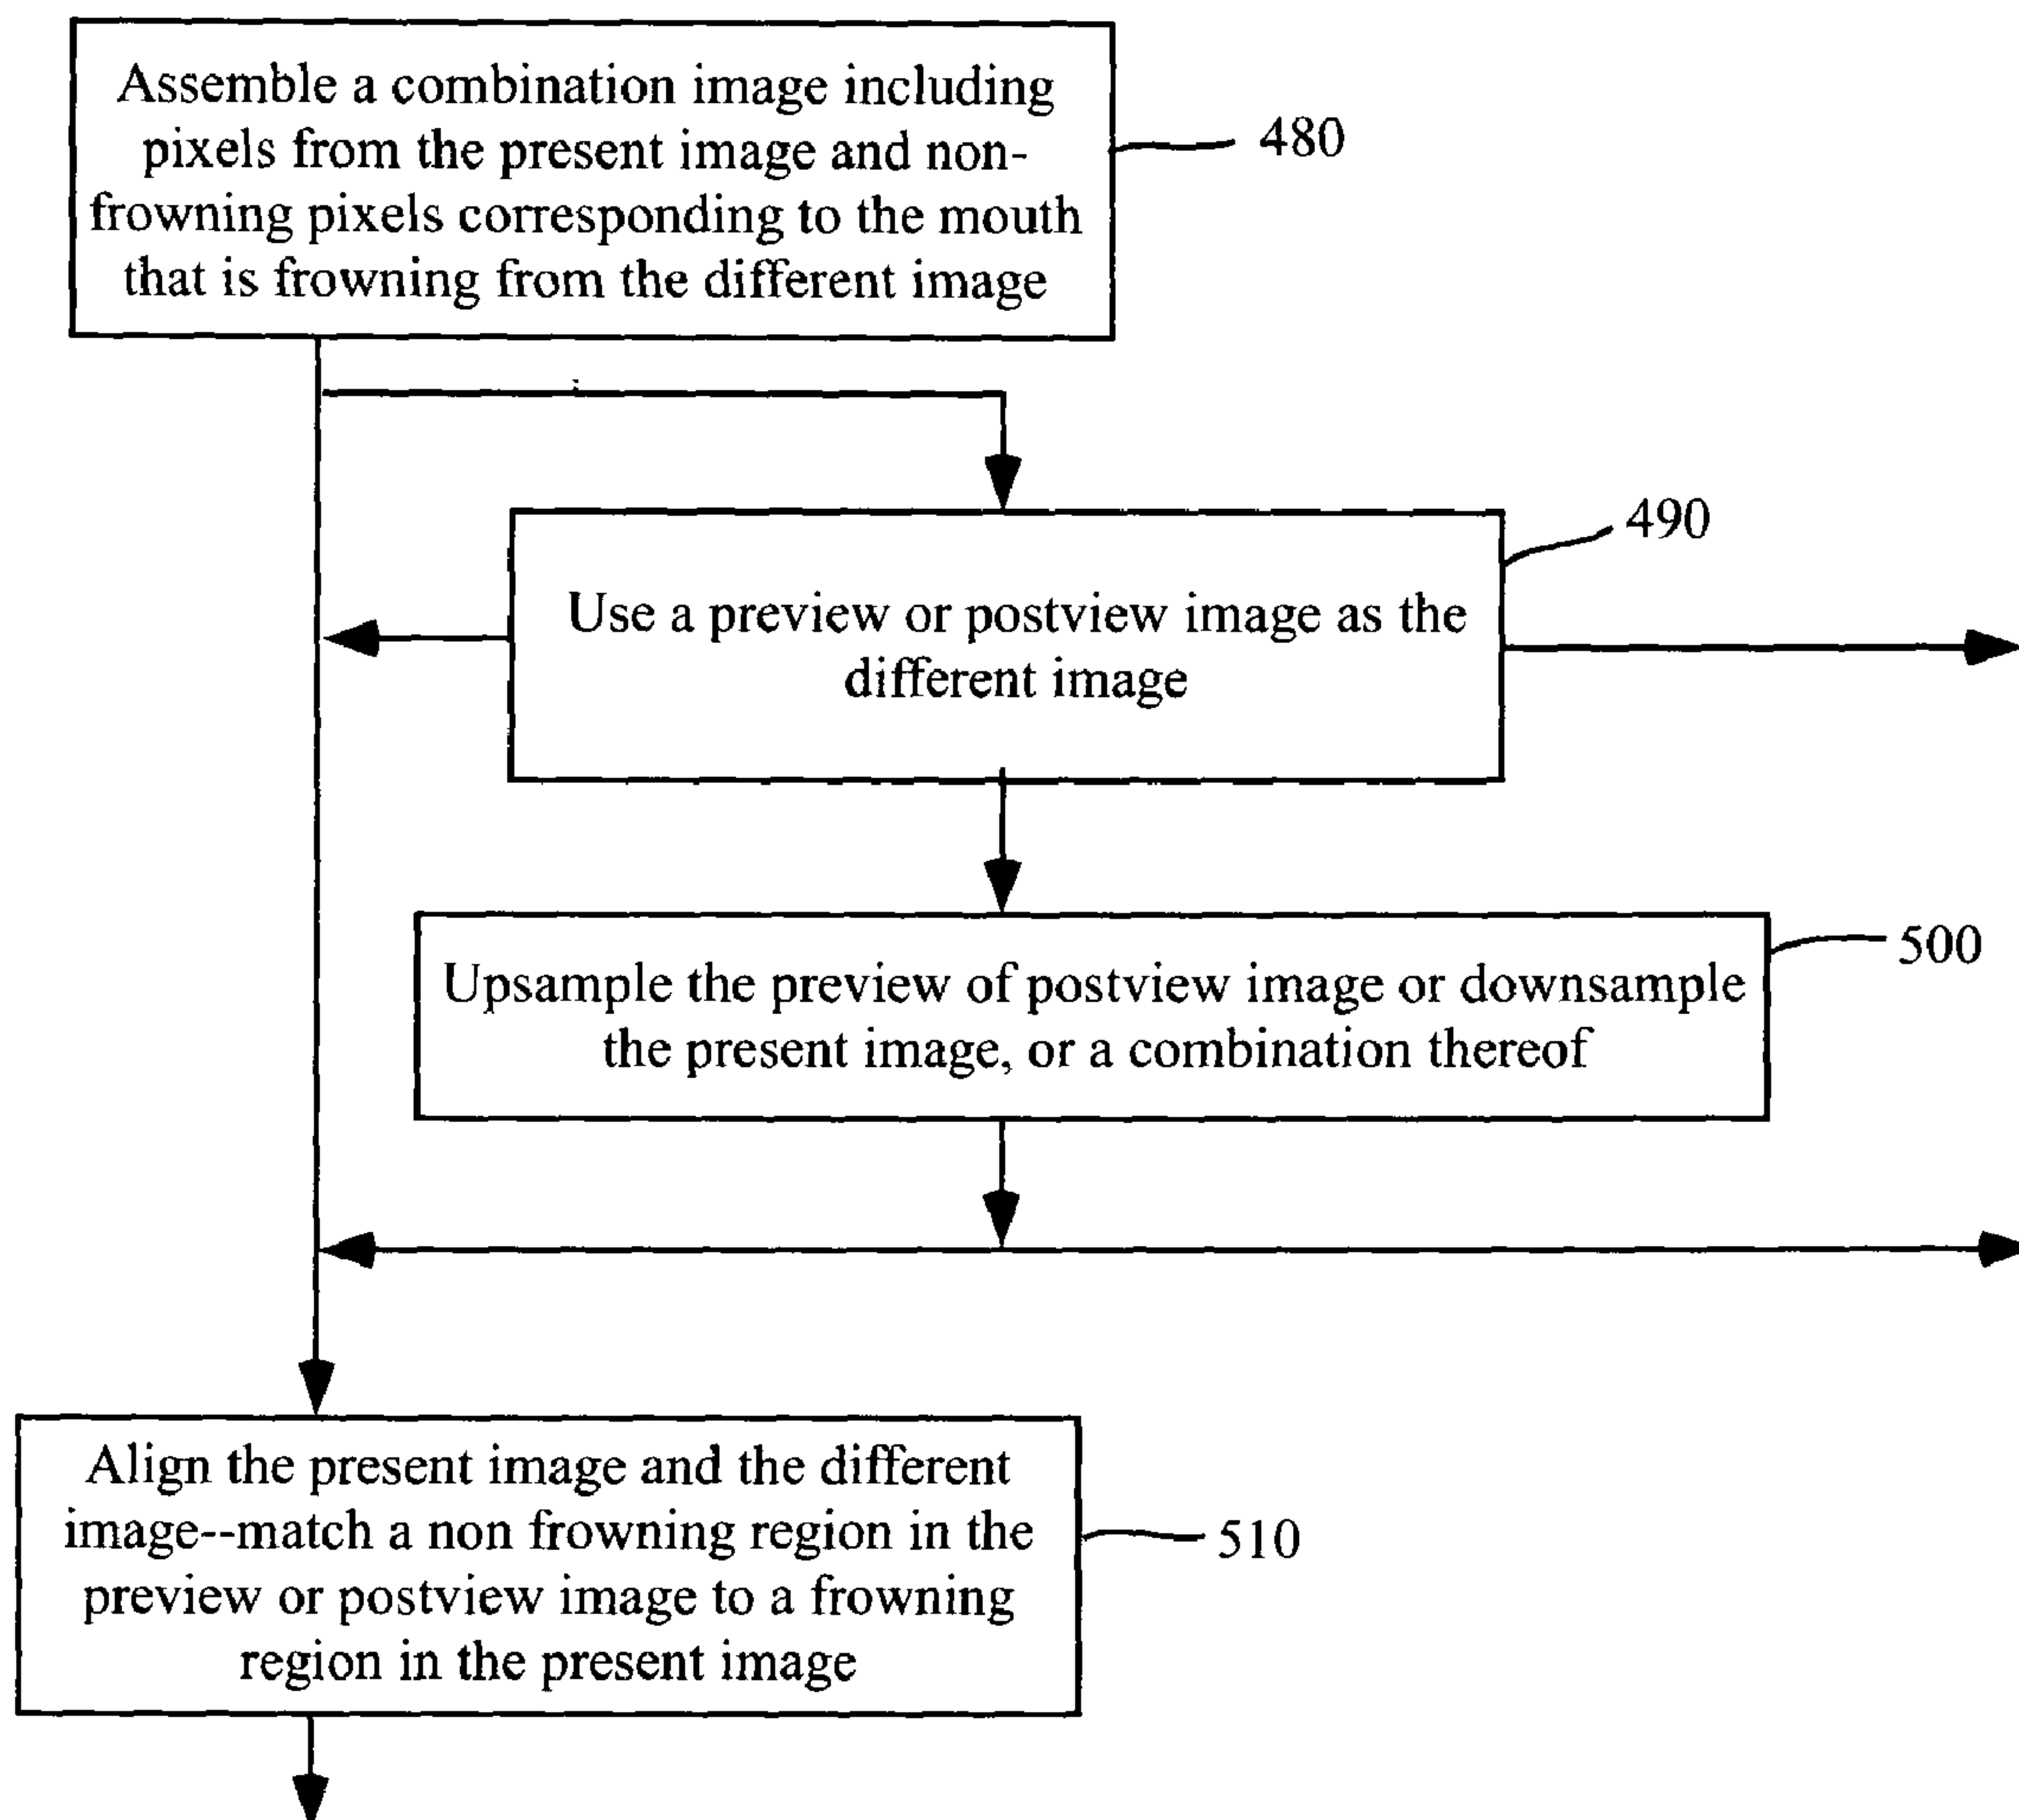 Assemble a combination image including
pixels from the present image and non-
frowning pixels corresponding to the mouth
that is frowning from the different image
480
490
Use a preview or postview image as the
different image
500
Upsample the preview of postview image or downsample
the present image, or a combination thereof
Align the present image and the different
image--match a non frowning region in the
preview or postview image to a frowning
region in the present image
510